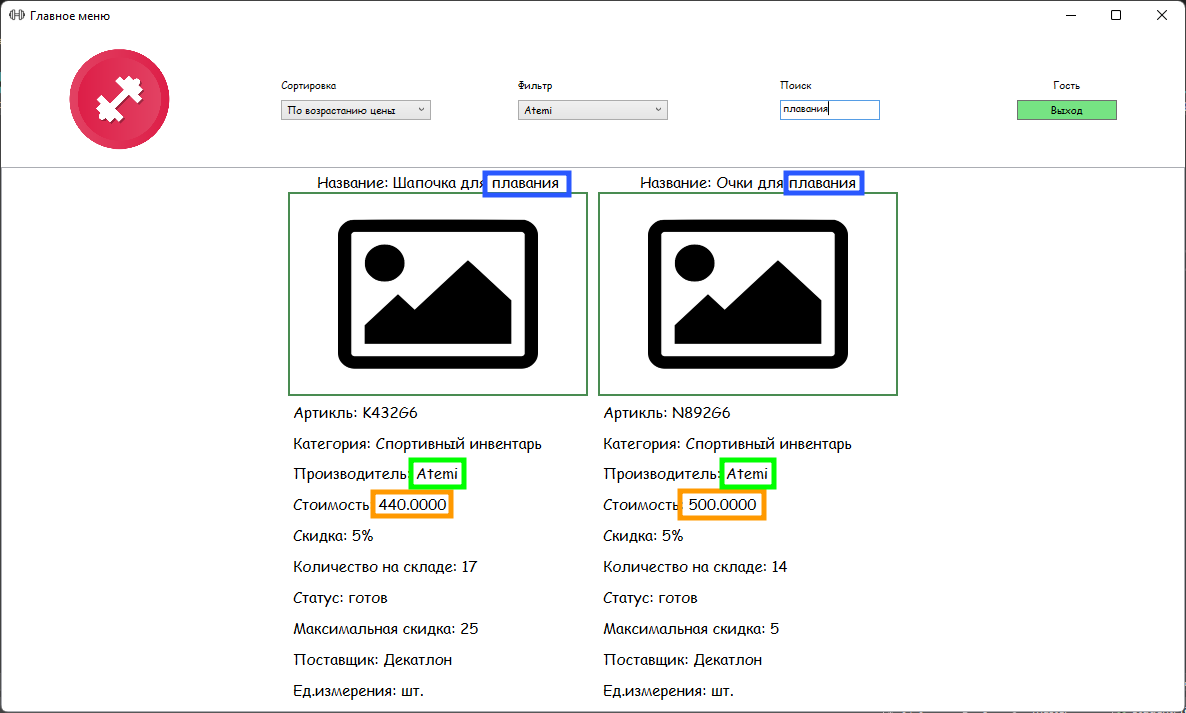 Главное меню
Сортировка
Фильтр
Поиск
Гость
По возрастанию цены
Atemi
плавания
Выход
Название: Шапочка для плавания
Артикль: K432G6
Категория: Спортивный инвентарь
Производитель: Atemi
Стоимость 440.0000
Скидка: 5%
Количество на складе: 17
Статус: готов
Максимальная скидка: 25
Поставщик: Декатлон
Ед.измерения: шт.
Название: Очки для плавания
Артикль: N892G6
Категория: Спортивный инвентарь
Производитель: Atemi
Стоимость 500.0000
Скидка: 5%
Количество на складе: 14
Статус: готов
Максимальная скидка: 5
Поставщик: Декатлон
Ед.измерения: шт.